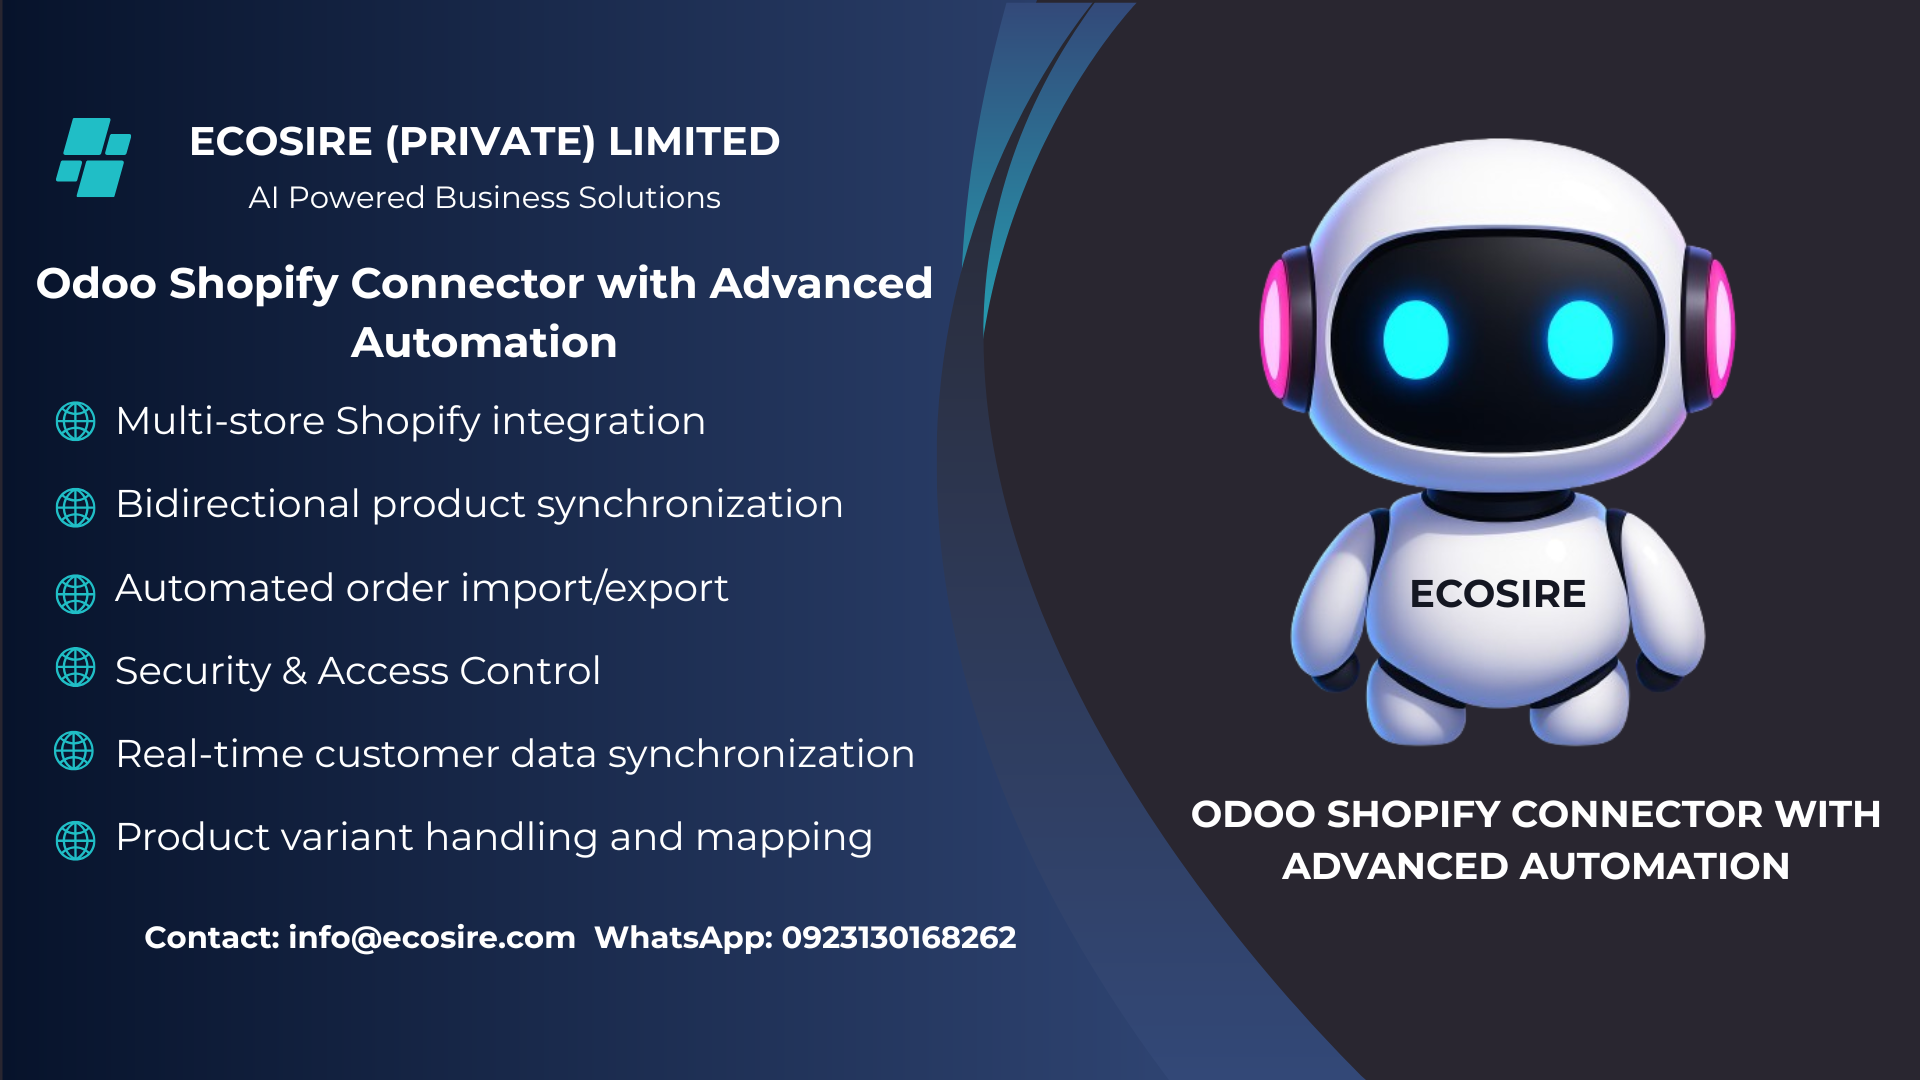 ECOSIRE (PRIVATE) LIMITED
AI Powered Business Solutions
Odoo Shopify Connector with Advanced
Automation
Multi-store Shopify integration
Bidirectional product synchronization
Automated order import/export
Security & Access Control
Real-time customer data synchronization
Product variant handling and mapping
Contact: info@ecosire.com  WhatsApp: 0923130168262
ECOSIRE
ODOO SHOPIFY CONNECTOR WITH
ADVANCED AUTOMATION